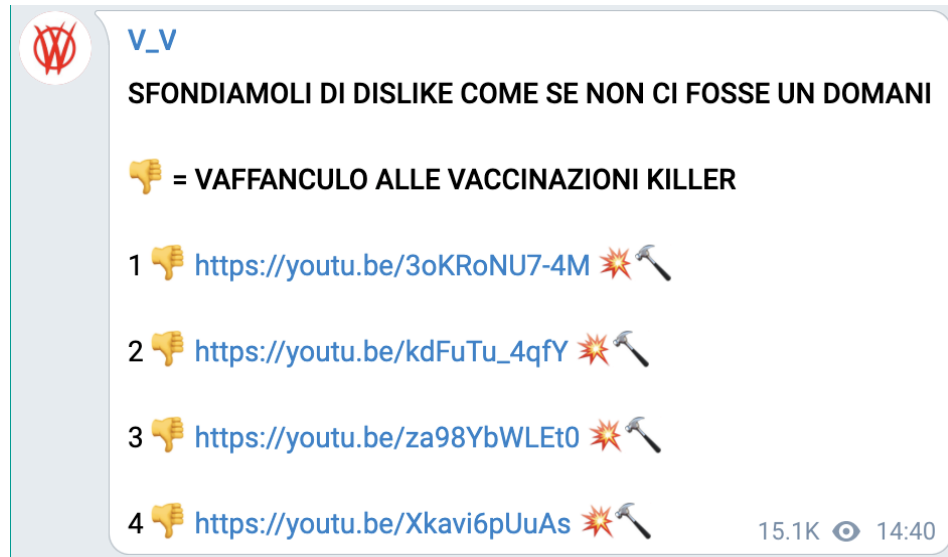 V_V
SFONDIAMOLI DI DISLIKE COME SE NON CI FOSSE UN DOMANI
👎 = VAFFANCULO ALLE VACCINAZIONI KILLER
1 👎 https://youtu.be/3oKRoNU7-4M 💥🔨
2 👎 https://youtu.be/kdFuTu_4qfY 💥🔨
3 👎 https://youtu.be/za98YbWLEt0 💥🔨
4 👎 https://youtu.be/Xkavi6pUuAs 💥🔨
15.1K 14:40